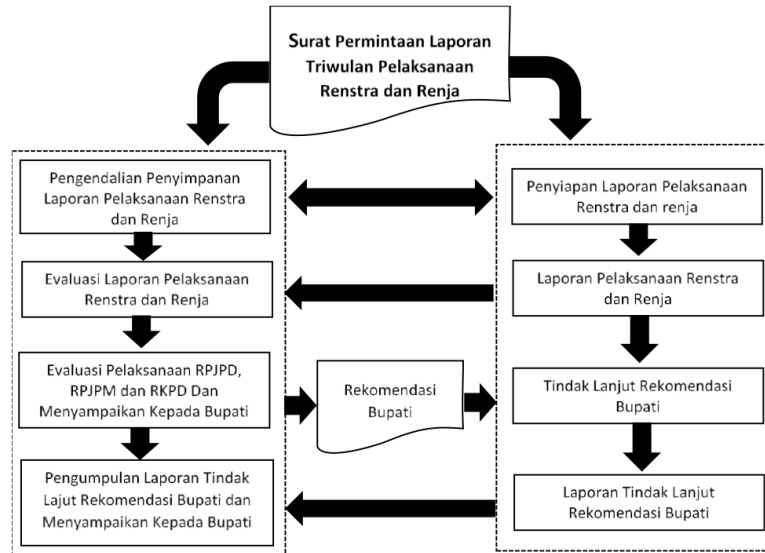 Surat Permintaan Laporan
Triwulan Pelaksanaan
Renstra dan Renja
Pengendalian Penyimpanan
Laporan Pelaksanaan Renstra
dan Renja
Evaluasi Laporan Pelaksanaan
Renstra dan Renja
Evaluasi Pelaksanaan RPJPD,
RPJPM dan RKPD Dan
Menyampaikan Kepada Bupati
Pengumpulan Laporan Tindak
Lajut Rekomendasi Bupati dan
Menyampaikan Kepada Bupati
Rekomendasi
Bupati
Penyiapan Laporan Pelaksanaan
Renstra dan renja
Laporan Pelaksanaan Renstra
dan Renja
Tindak Lanjut Rekomendasi
Bupati
Laporan Tindak Lanjut
Rekomendasi Bupati